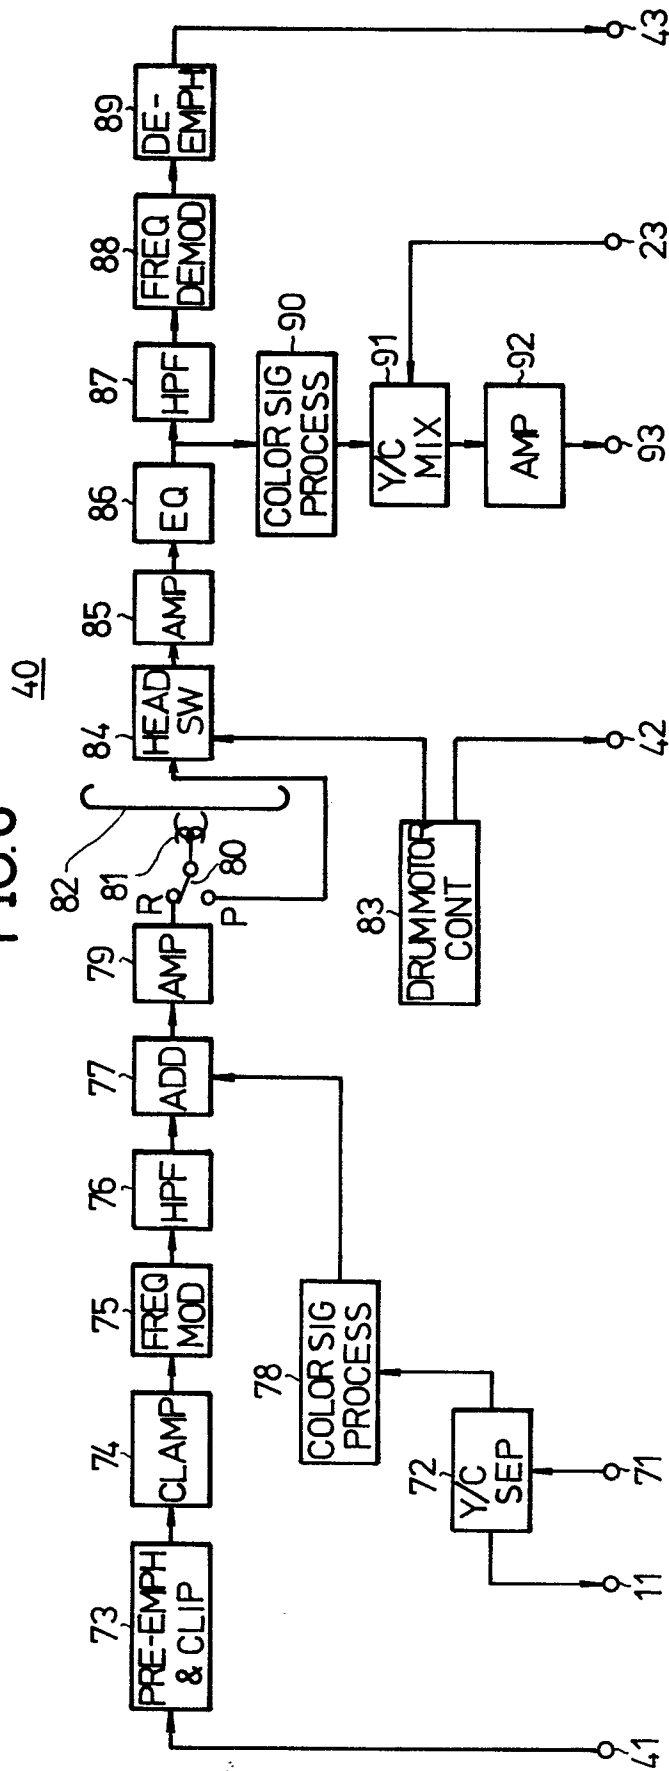 FIG. 6
40
73
PRE-EMPH
& CLIP
74
CLAMP
75
FREQ
MOD
76
HPF
77
ADD
79
AMP
R
P
80
81
82
84
HEAD
SW
85
AMP
86
EQ
87
HPF
88
FREQ
DEMOD
89
DE-
EMPH
78
COLOR SIG
PROCESS
72
Y/C
SEP
83
DRUM MOTOR
CONT
COLOR SIG
PROCESS
90
Y/C
MIX
91
AMP
92
41
11
71
42
93
23
43